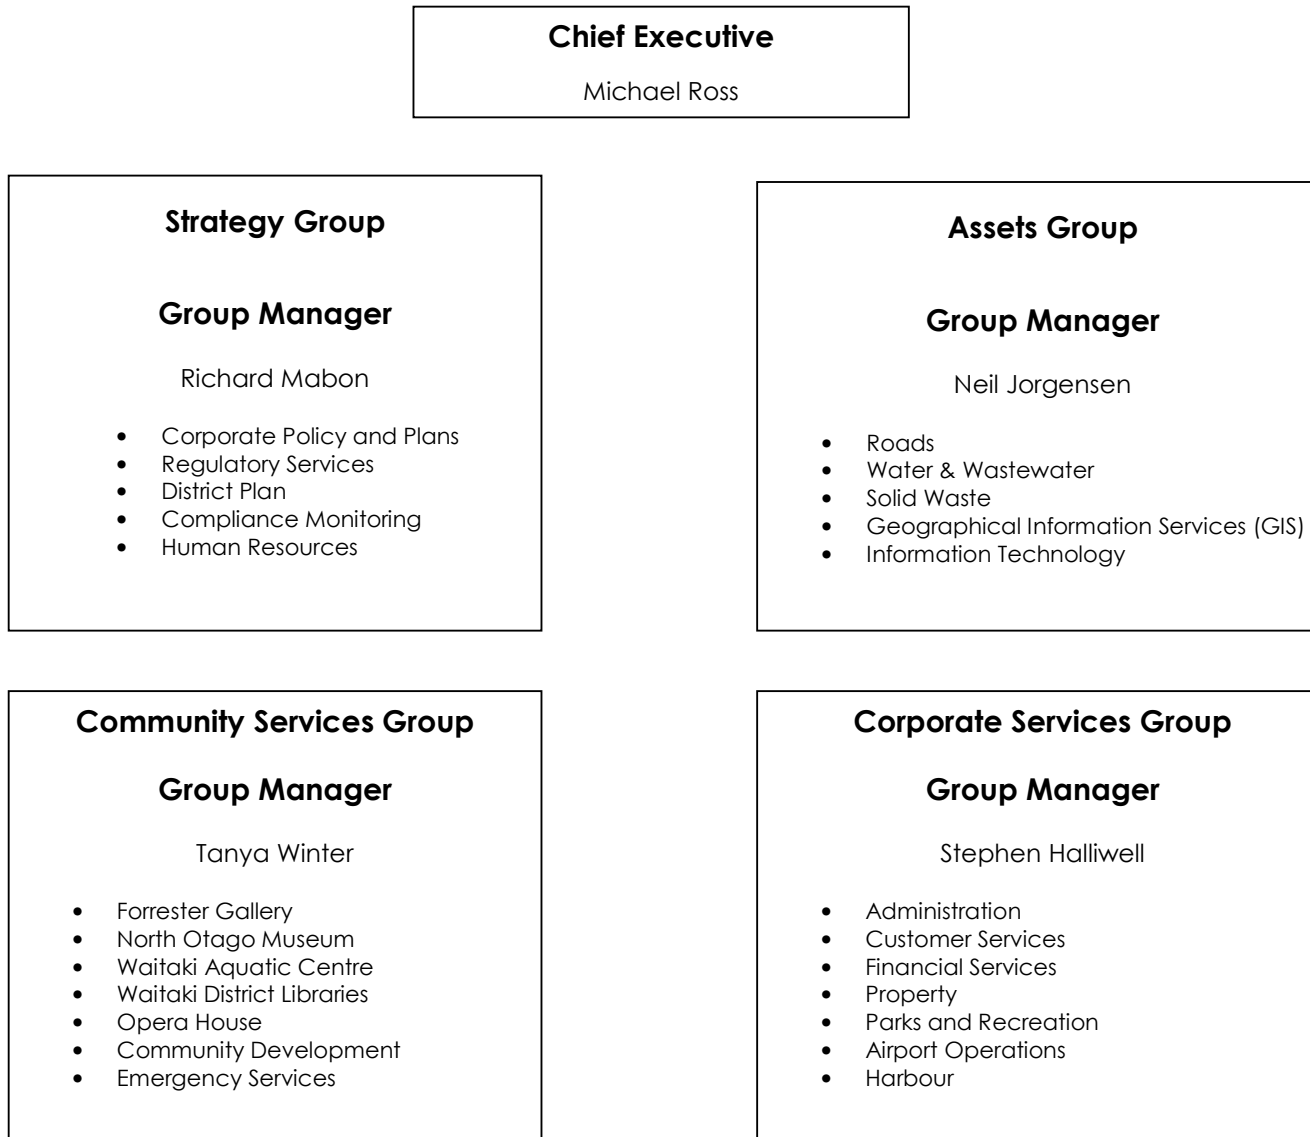 Chief Executive
Michael Ross
Strategy Group
Group Manager
Richard Mabon
• Corporate Policy and Plans
• Regulatory Services
• District Plan
• Compliance Monitoring
• Human Resources
Assets Group
Group Manager
Neil Jorgensen
• Roads
• Water & Wastewater
• Solid Waste
• Geographical Information Services (GIS)
• Information Technology
Community Services Group
Group Manager
Tanya Winter
• Forrester Gallery
• North Otago Museum
• Waitaki Aquatic Centre
• Waitaki District Libraries
• Opera House
• Community Development
• Emergency Services
Corporate Services Group
Group Manager
Stephen Halliwell
• Administration
• Customer Services
• Financial Services
• Property
• Parks and Recreation
• Airport Operations
• Harbour